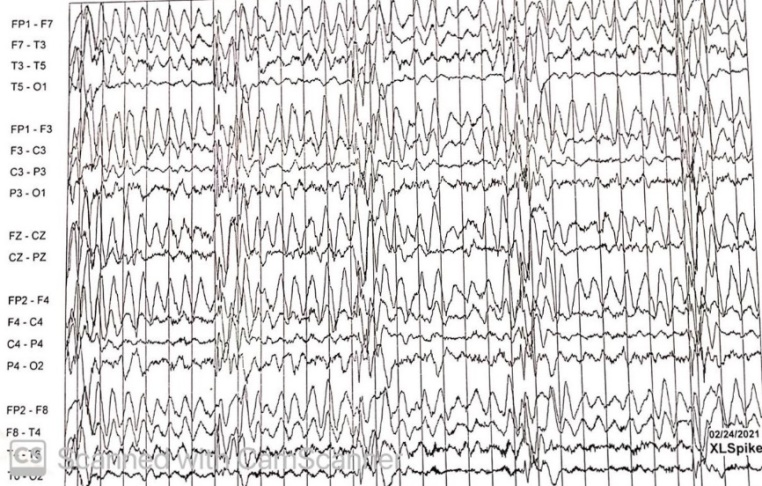 FP1 - F7
F7 - T3
T3 - T5
T5 - O1
FP1 - F3
F3 - C3
C3 - P3
P3 - O1
FZ - CZ
CZ - PZ
FP2 - F4
F4 - C4
C4 - P4
P4 - O2
FP2 - F8
F8 - T4
02/24/2021
XLSpike
CS Scanned with CamScanner